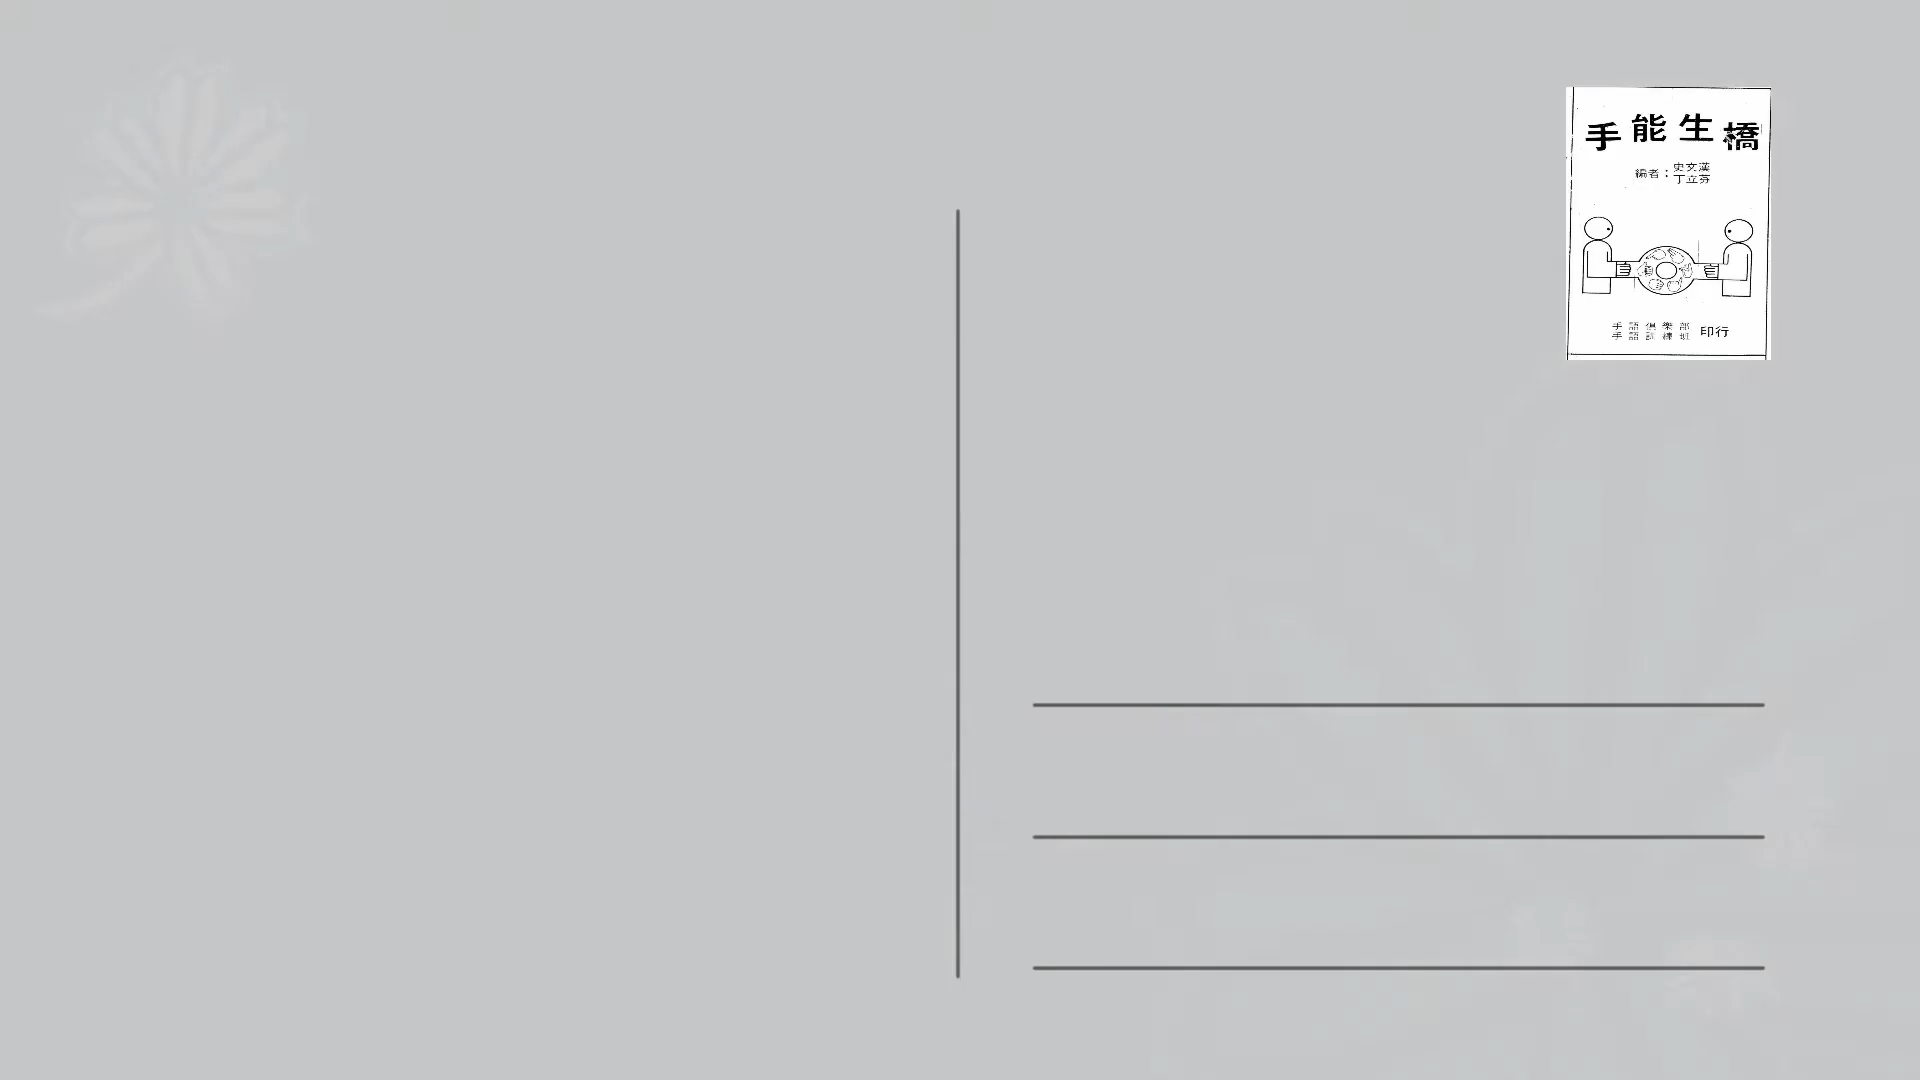 手能生橋
編者：史文漢
丁立芬
手語俱樂部
手語訓練班 印行